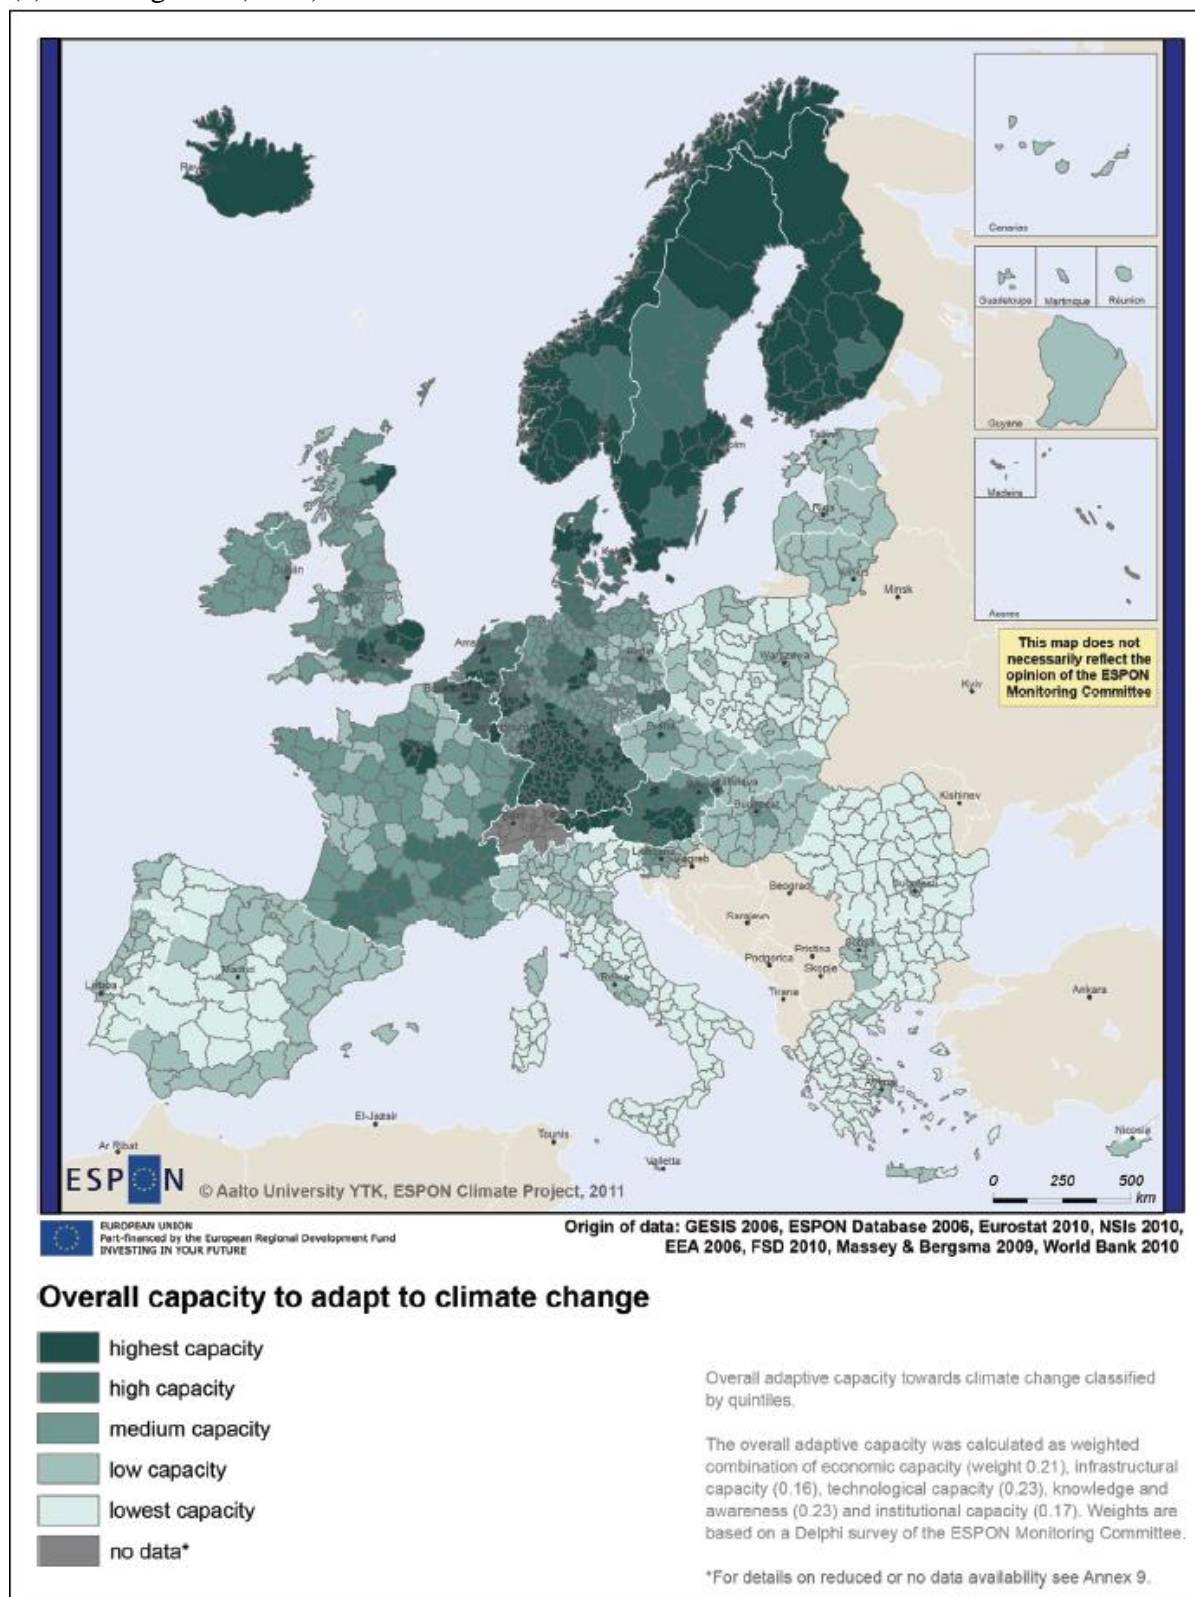 Canarias
Guadeloupe
Martinique
Réunion
Guyane
Madeira
Açores
This map does not
necessarily reflect the
opinion of the ESPON
Monitoring Committee
Tallinn
Riga
Vilnius
Minsk
Dublin
Warszawa
Kyiv
Praha
Bratislava
Budapest
Kishinev
Zagreb
Beograd
Bucuresti
Sarajevo
Pristina
Podgorica
Skopje
Sofia
Tirana
Ankara
Madrid
Lisboa
Roma
Nicosia
El-Jazair
Tounis
Ar Ribat
Valletta
0 250 500
km
ESPON
© Aalto University YTK, ESPON Climate Project, 2011
EUROPEAN UNION
Part-financed by the European Regional Development Fund
INVESTING IN YOUR FUTURE
Origin of data: GESIS 2006, ESPON Database 2006, Eurostat 2010, NSIs 2010,
EEA 2006, FSD 2010, Massey & Bergsma 2009, World Bank 2010
Overall capacity to adapt to climate change
highest capacity
high capacity
medium capacity
low capacity
lowest capacity
no data*
Overall adaptive capacity towards climate change classified
by quintiles.
The overall adaptive capacity was calculated as weighted
combination of economic capacity (weight 0.21), infrastructural
capacity (0.16), technological capacity (0.23), knowledge and
awareness (0.23) and institutional capacity (0.17). Weights are
based on a Delphi survey of the ESPON Monitoring Committee.
*For details on reduced or no data availability see Annex 9.